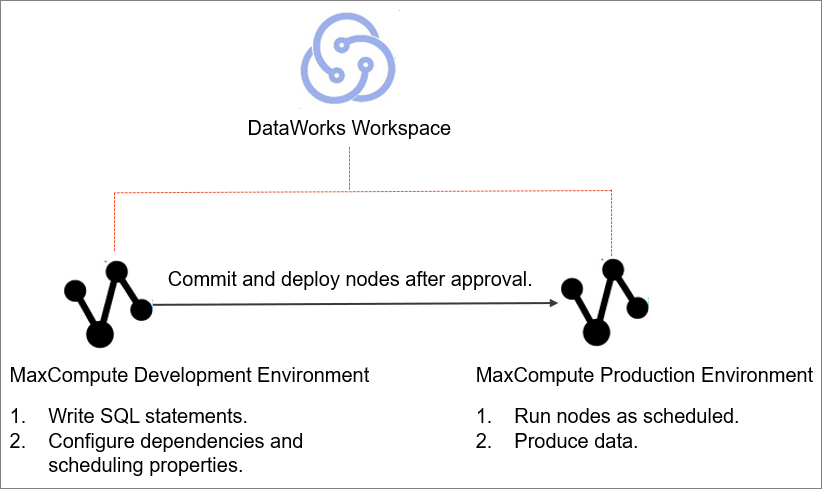 DataWorks Workspace
Commit and deploy nodes after approval.
MaxCompute Development Environment
1. Write SQL statements.
2. Configure dependencies and
scheduling properties.
MaxCompute Production Environment
1. Run nodes as scheduled.
2. Produce data.